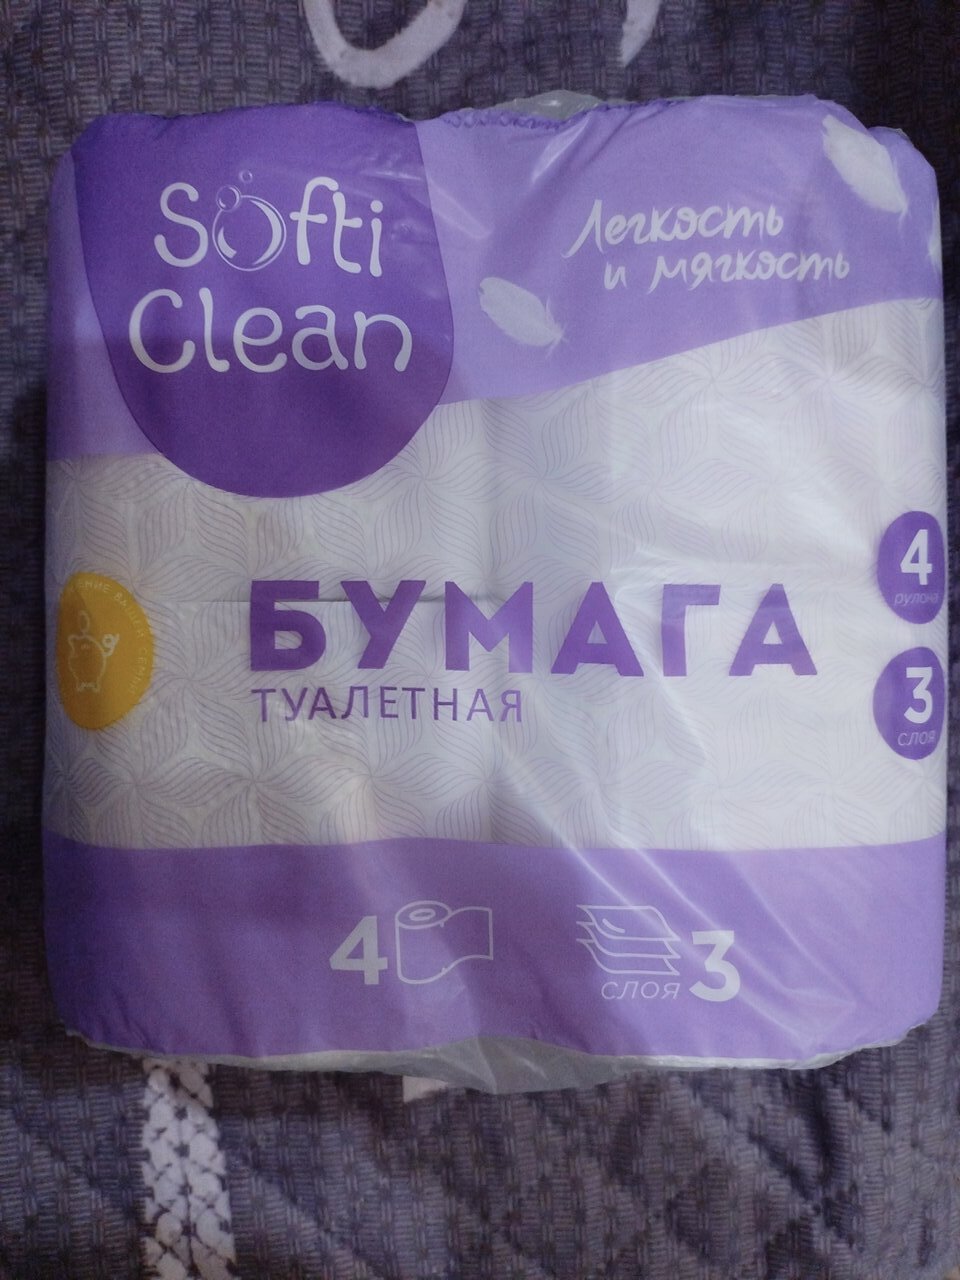 Softi
Clean
Легкость
и мягкость
4
рулона
3
слоя
БУМАГА
ТУАЛЕТНАЯ
4
СЛОЯ 3